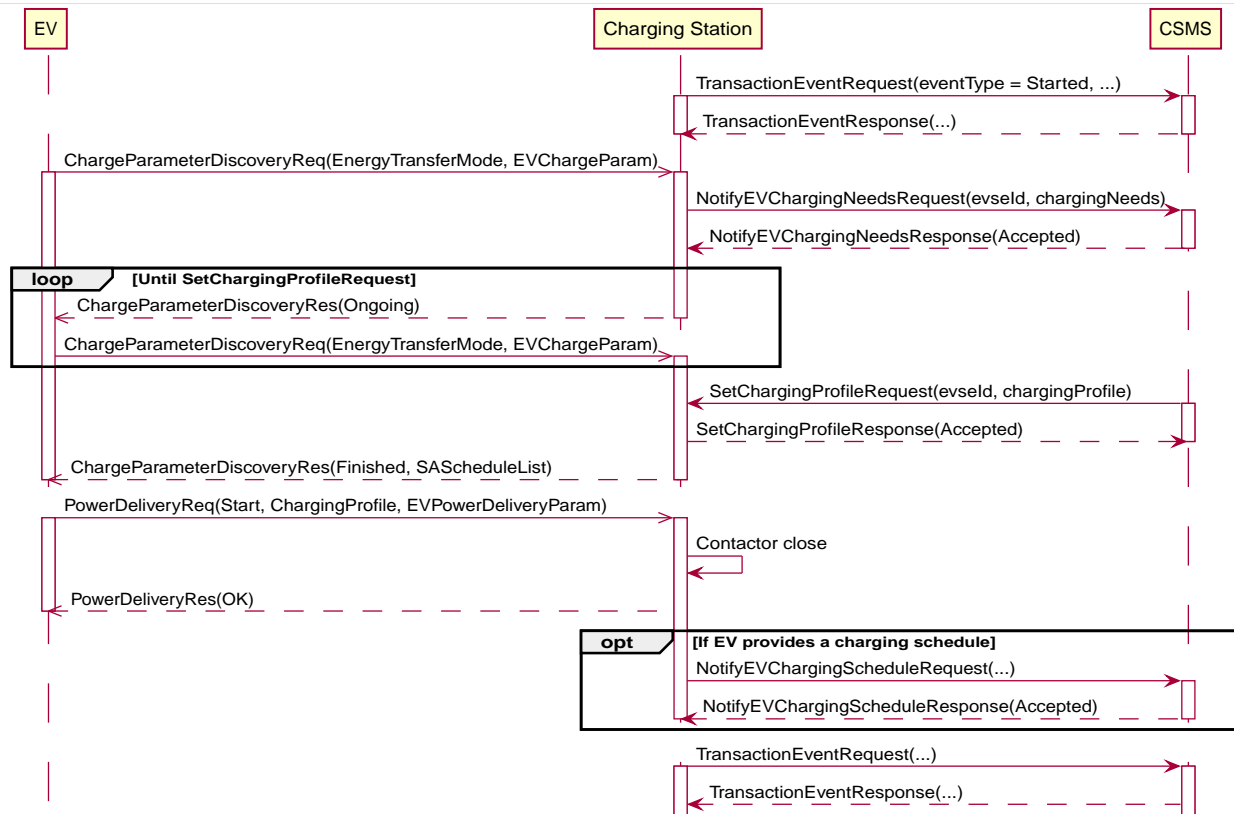 EV
Charging Station
CSMS
TransactionEventRequest(eventType = Started, ...)
TransactionEventResponse(...)
ChargeParameterDiscoveryReq(EnergyTransferMode, EVChargeParam)
NotifyEVChargingNeedsRequest(evseId, chargingNeeds)
NotifyEVChargingNeedsResponse(Accepted)
loop
[Until SetChargingProfileRequest]
ChargeParameterDiscoveryRes(Ongoing)
ChargeParameterDiscoveryReq(EnergyTransferMode, EVChargeParam)
SetChargingProfileRequest(evseId, chargingProfile)
SetChargingProfileResponse(Accepted)
ChargeParameterDiscoveryRes(Finished, SAScheduleList)
PowerDeliveryReq(Start, ChargingProfile, EVPowerDeliveryParam)
Contactor close
PowerDeliveryRes(OK)
opt
[If EV provides a charging schedule]
NotifyEVChargingScheduleRequest(...)
NotifyEVChargingScheduleResponse(Accepted)
TransactionEventRequest(...)
TransactionEventResponse(...)